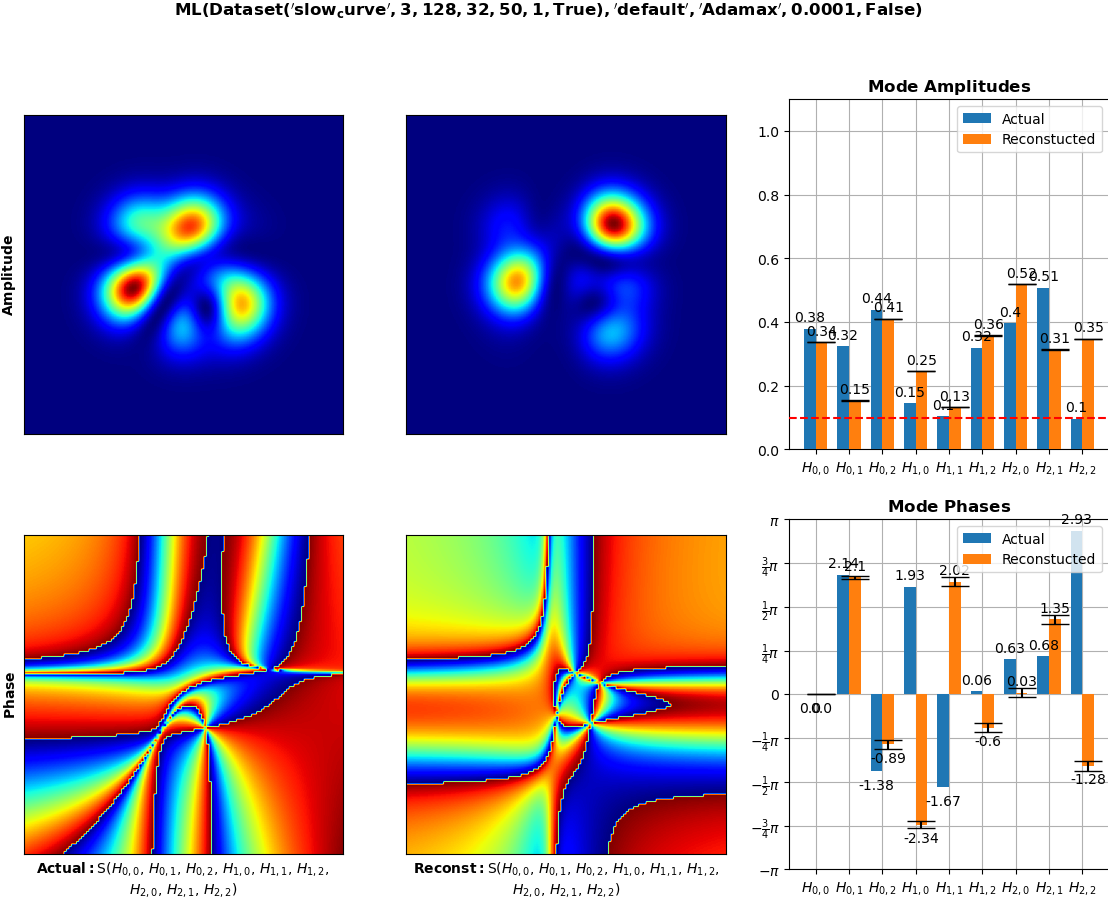 ML(Dataset('slow_curve', 3, 128, 32, 50, 1, True), 'default', 'Adamax', 0.0001, False)
Mode Amplitudes
Amplitude
Actual
Reconstucted
1.0
0.8
0.6
0.4
0.2
0.0
0.38
0.34
0.32
0.15
0.44
0.41
0.15
0.25
0.1
0.13
0.32
0.36
0.4
0.52
0.51
0.31
0.1
0.35
H0,0 H0,1 H0,2 H1,0 H1,1 H1,2 H2,0 H2,1 H2,2
Mode Phases
Phase
Actual
Reconstucted
π
3/4π
1/2π
1/4π
0
−1/4π
−1/2π
−3/4π
−π
0.0
0.0
2.14
2.1
-1.38
-0.89
1.93
-2.34
-1.67
2.02
0.06
-0.6
0.63
0.03
0.68
1.35
2.93
-1.28
H0,0 H0,1 H0,2 H1,0 H1,1 H1,2 H2,0 H2,1 H2,2
Actual: S(H0,0, H0,1, H0,2, H1,0, H1,1, H1,2,
H2,0, H2,1, H2,2)
Reconst: S(H0,0, H0,1, H0,2, H1,0, H1,1, H1,2,
H2,0, H2,1, H2,2)